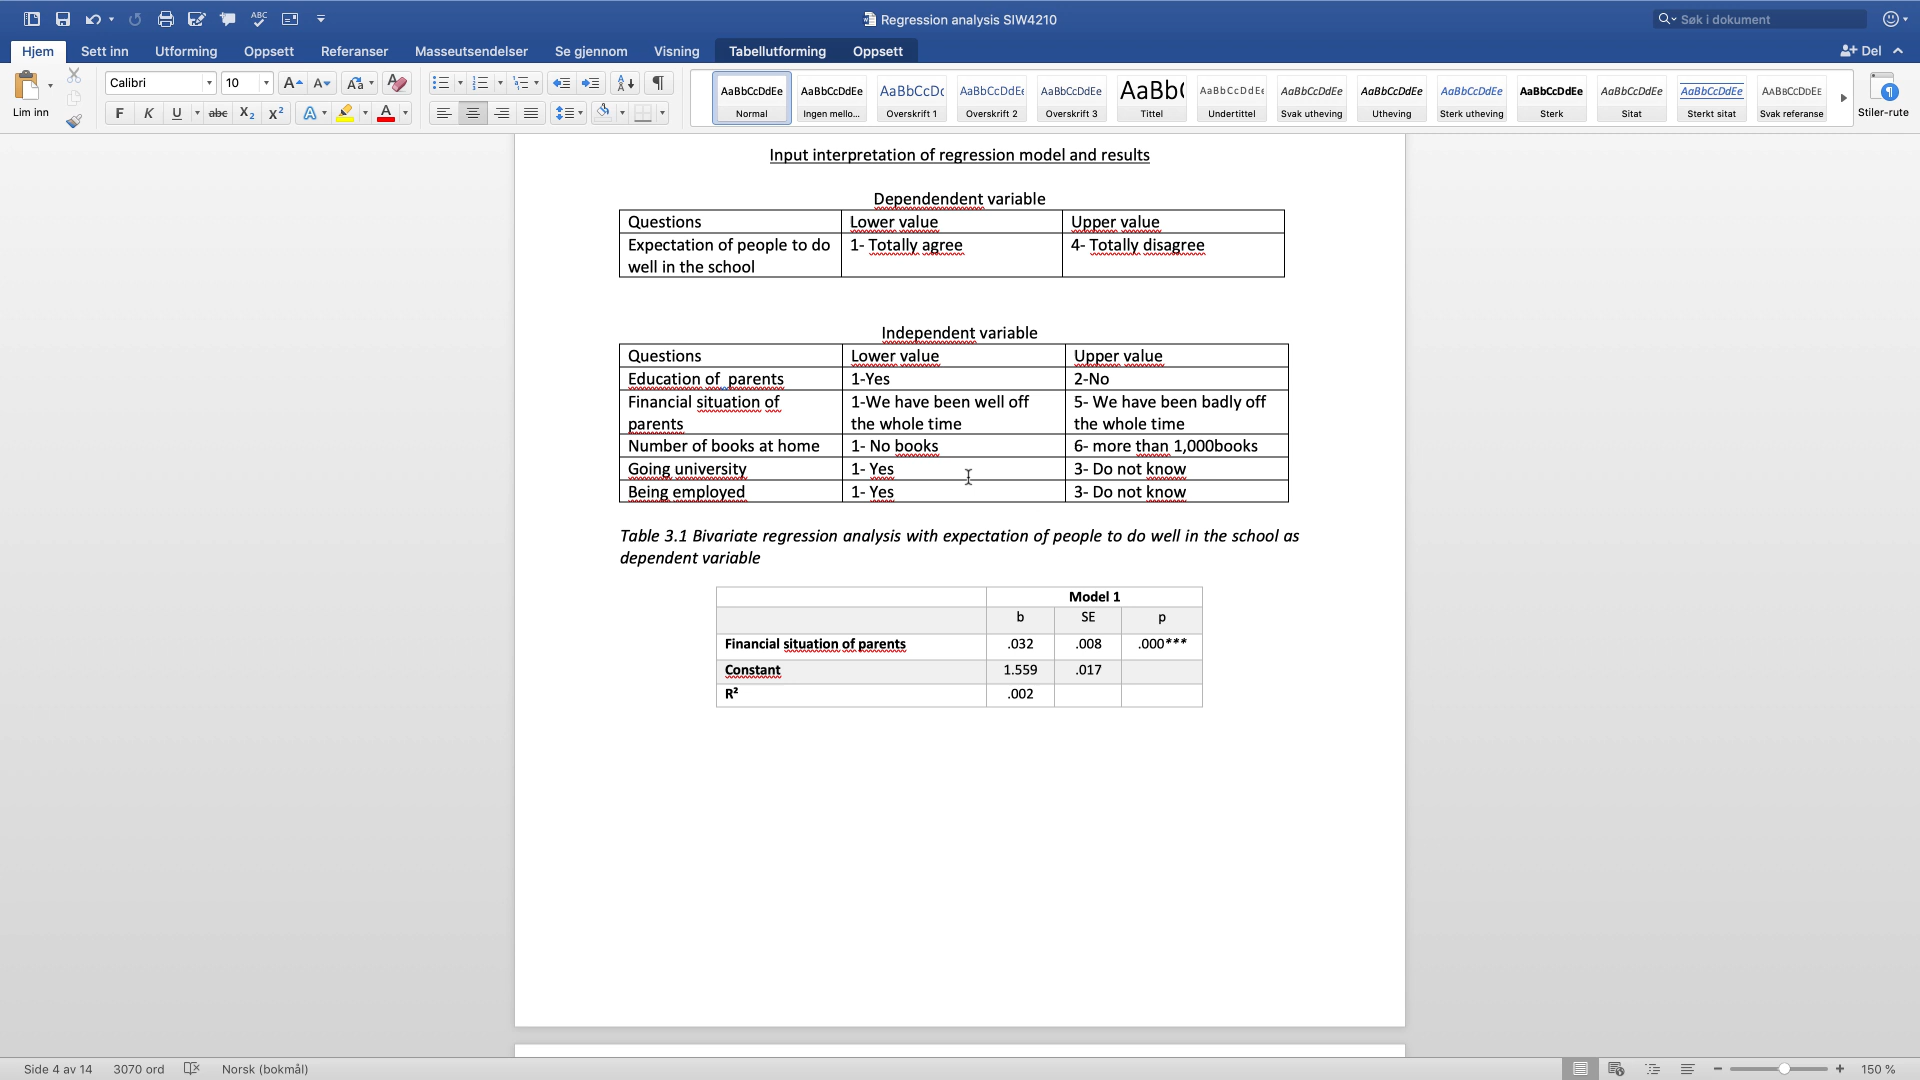 Regression analysis SIW4210
Søk i dokument
Hjem Sett inn Utforming Oppsett Referanser Masseutsendelser Se gjennom Visning Tabellutforming Oppsett Del
Lim inn
Calibri 10
F K U abc X₂ X²
AaBbCcDdEe AaBbCcDdEe AaBbCcDc AaBbCcDdEe AaBbCcDdEe AaBb( AaBbCcDdEe AaBbCcDdEe AaBbCcDdEe AaBbCcDdEe AaBbCcDdEe AaBbCcDdEe AaBbCcDdEe AaBbCcDdEe
Normal Ingen mello... Overskrift 1 Overskrift 2 Overskrift 3 Tittel Undertittel Svak utheving Utheving Sterk utheving Sterk Sitat Sterkt sitat Svak referanse Stiler-rute
Input interpretation of regression model and results
Dependendent variable
Questions Lower value Upper value
Expectation of people to do 1- Totally agree 4- Totally disagree
well in the school
Independent variable
Questions Lower value Upper value
Education of  parents 1-Yes 2-No
Financial situation of 1-We have been well off 5- We have been badly off
parents the whole time the whole time
Number of books at home 1- No books 6- more than 1,000books
Going university 1- Yes 3- Do not know
Being employed 1- Yes 3- Do not know
Table 3.1 Bivariate regression analysis with expectation of people to do well in the school as
dependent variable
Model 1
b SE p
Financial situation of parents .032 .008 .000***
Constant 1.559 .017
R² .002
Side 4 av 14 3070 ord Norsk (bokmål) 150 %